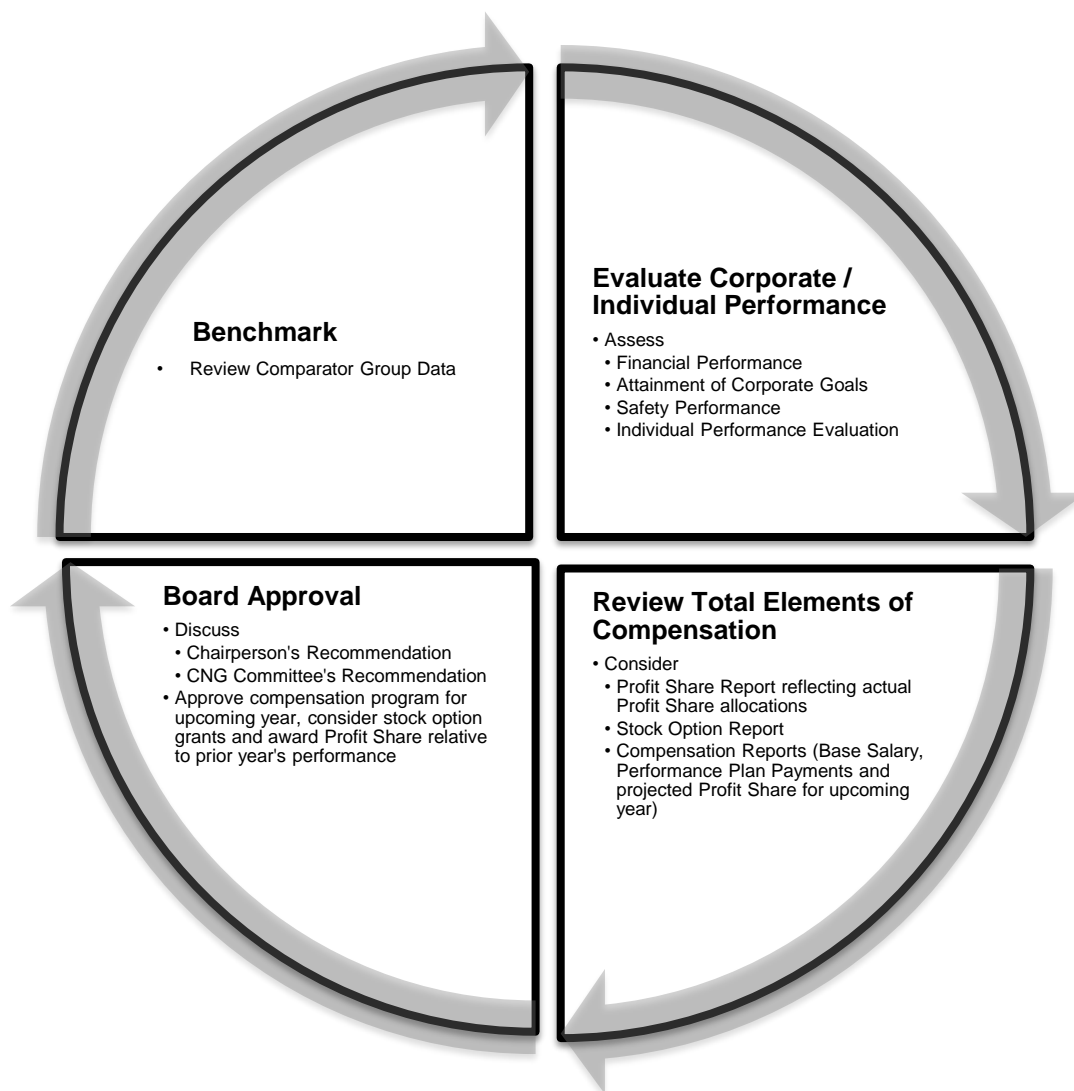 Benchmark
• Review Comparator Group Data
Evaluate Corporate /
Individual Performance
• Assess
• Financial Performance
• Attainment of Corporate Goals
• Safety Performance
• Individual Performance Evaluation
Review Total Elements of
Compensation
• Consider
• Profit Share Report reflecting actual
Profit Share allocations
• Stock Option Report
• Compensation Reports (Base Salary,
Performance Plan Payments and
projected Profit Share for upcoming
year)
Board Approval
• Discuss
• Chairperson's Recommendation
• CNG Committee's Recommendation
• Approve compensation program for
upcoming year, consider stock option
grants and award Profit Share relative
to prior year's performance